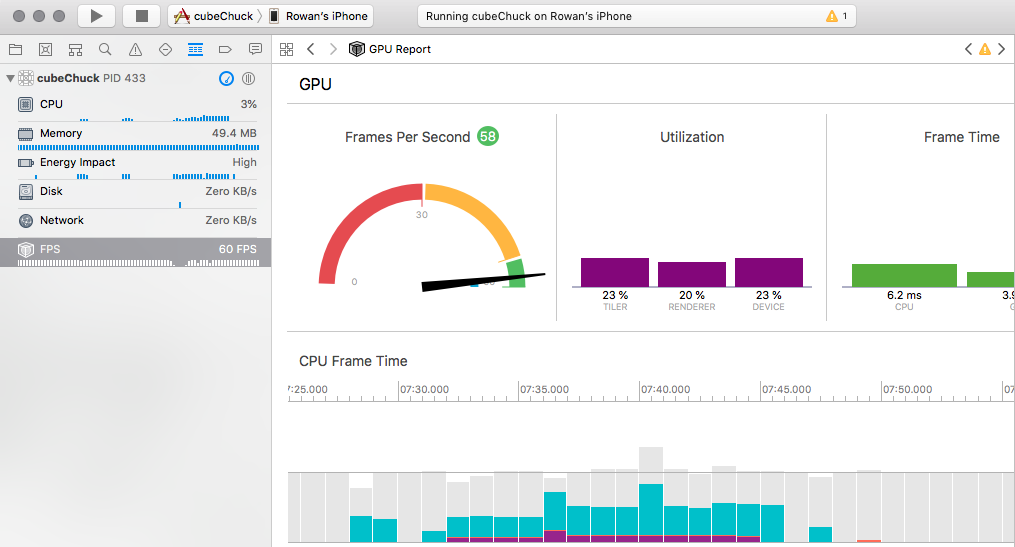 cubeChuck
Rowan's iPhone
Running cubeChuck on Rowan's iPhone
1
GPU Report
cubeChuck PID 433
CPU 3%
Memory 49.4 MB
Energy Impact High
Disk Zero KB/s
Network Zero KB/s
FPS 60 FPS
GPU
Frames Per Second 58
30
0
Utilization
23 %
TILER
20 %
RENDERER
23 %
DEVICE
Frame Time
6.2 ms
CPU
3.9
CPU Frame Time
7:25.000 07:30.000 07:35.000 07:40.000 07:45.000 07:50.000 07